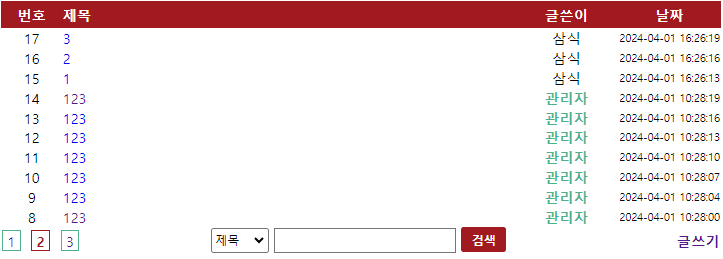 번호 제목 글쓴이 날짜
17 3 삼식 2024-04-01 16:26:19
16 2 삼식 2024-04-01 16:26:16
15 1 삼식 2024-04-01 16:26:13
14 123 관리자 2024-04-01 10:28:19
13 123 관리자 2024-04-01 10:28:16
12 123 관리자 2024-04-01 10:28:13
11 123 관리자 2024-04-01 10:28:10
10 123 관리자 2024-04-01 10:28:07
9 123 관리자 2024-04-01 10:28:04
8 123 관리자 2024-04-01 10:28:00
1 2 3 제목 검색 글쓰기